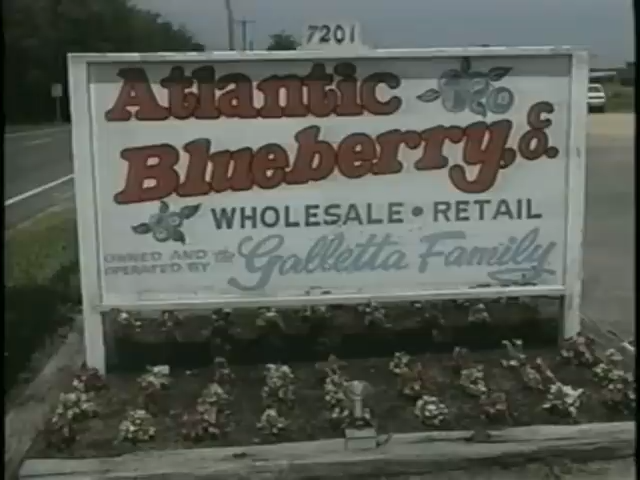 7201
Atlantic
Blueberry Co.
WHOLESALE • RETAIL
OWNED AND the
OPERATED BY Galletta Family